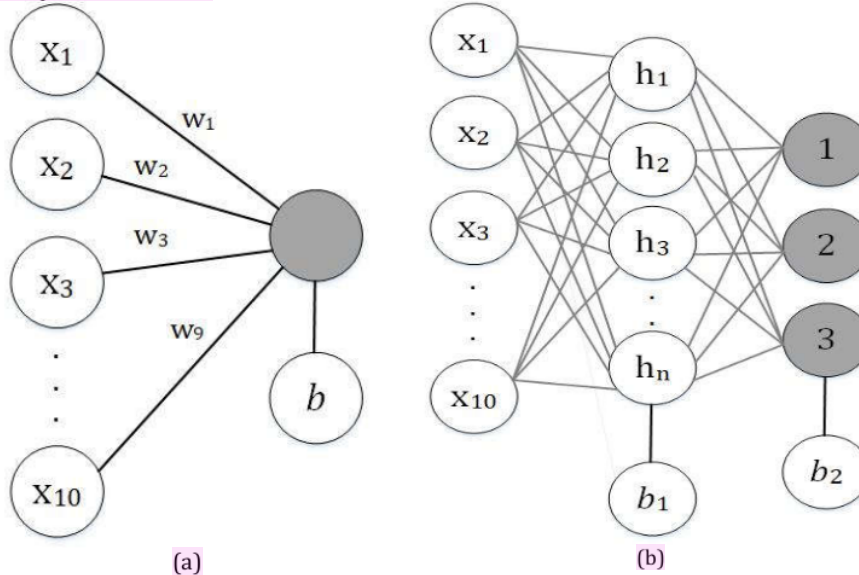 x₁
x₂
x₃
.
.
.
x₁₀
w₁
w₂
w₃
w₉
b
(a)
x₁
x₂
x₃
.
.
.
x₁₀
h₁
h₂
h₃
. .
hₙ
b₁
1
2
3
b₂
(b)